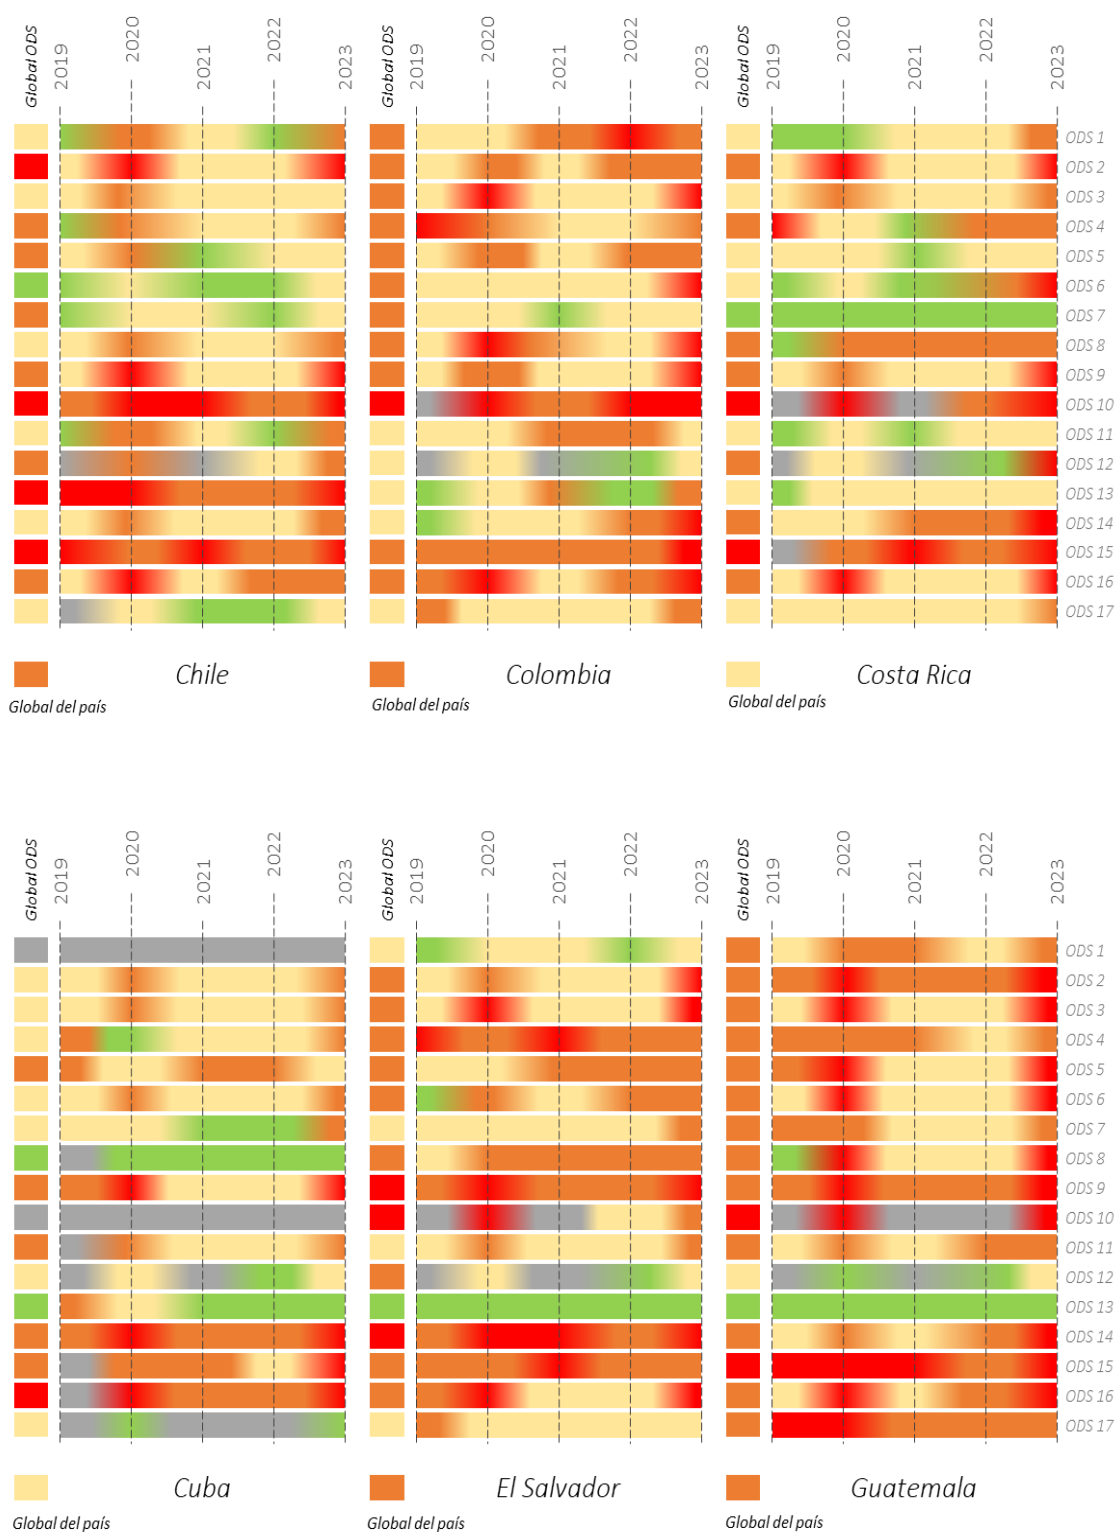 Global ODS
2019
2020
2021
2022
2023
Global ODS
2019
2020
2021
2022
2023
Global ODS
2019
2020
2021
2022
2023
ODS 1
ODS 2
ODS 3
ODS 4
ODS 5
ODS 6
ODS 7
ODS 8
ODS 9
ODS 10
ODS 11
ODS 12
ODS 13
ODS 14
ODS 15
ODS 16
ODS 17
Chile
Colombia
Costa Rica
Global del país
Global del país
Global del país
Global ODS
2019
2020
2021
2022
2023
Global ODS
2019
2020
2021
2022
2023
Global ODS
2019
2020
2021
2022
2023
ODS 1
ODS 2
ODS 3
ODS 4
ODS 5
ODS 6
ODS 7
ODS 8
ODS 9
ODS 10
ODS 11
ODS 12
ODS 13
ODS 14
ODS 15
ODS 16
ODS 17
Cuba
El Salvador
Guatemala
Global del país
Global del país
Global del país